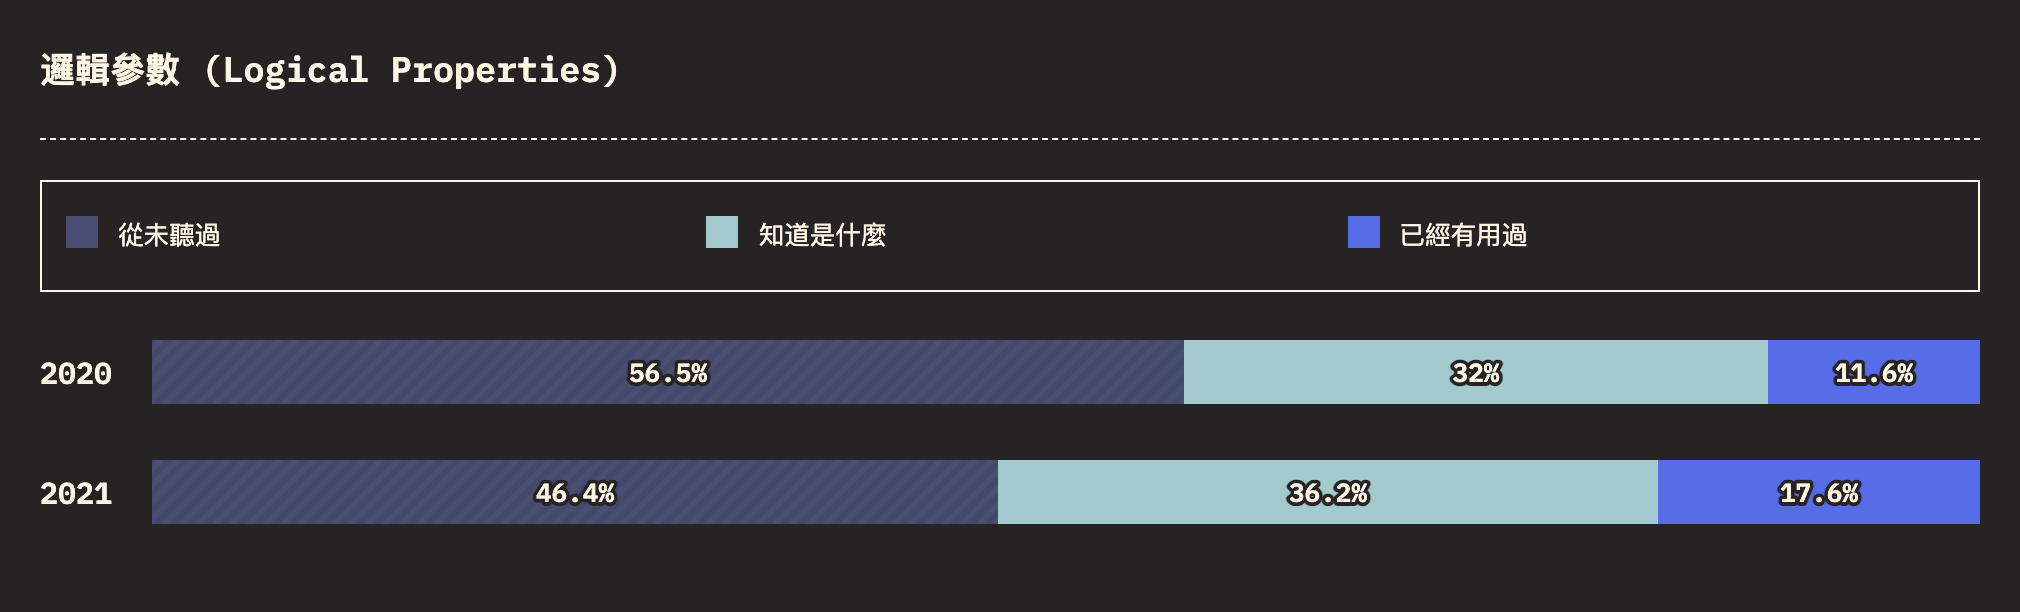 邏輯參數 (Logical Properties)
從未聽過
知道是什麼
已經有用過
2020 56.5% 32% 11.6%
2021 46.4% 36.2% 17.6%